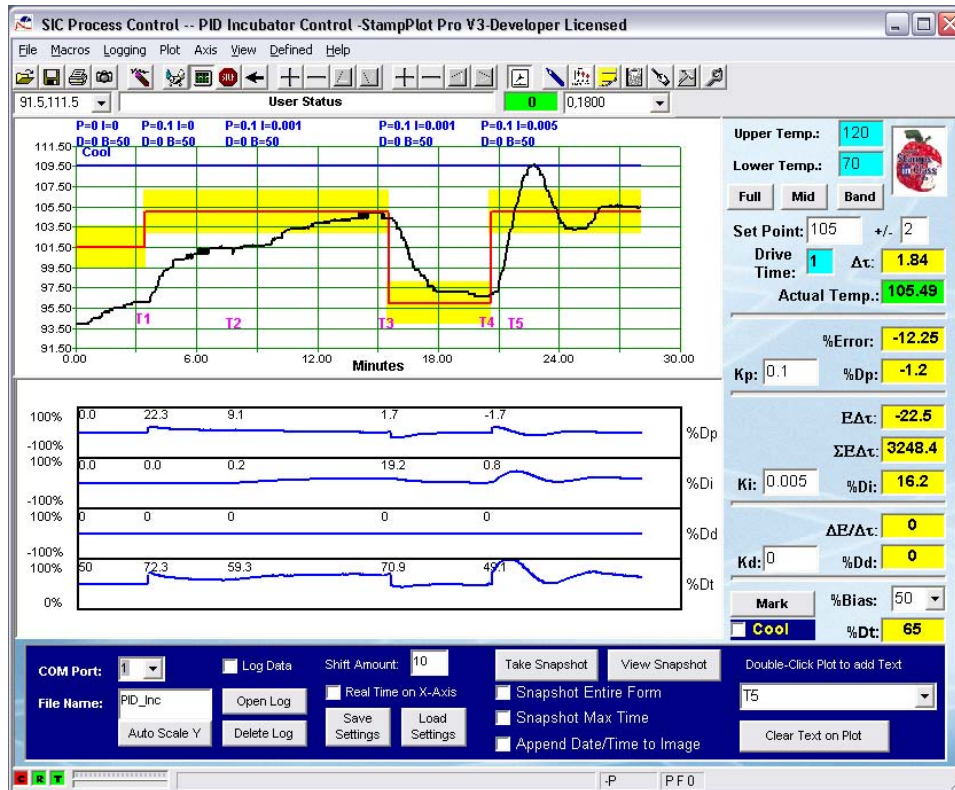 SIC Process Control -- PID Incubator Control -StampPlot Pro V3-Developer Licensed
File Macros Logging Plot Axis View Defined Help
91.5,111.5 User Status 0 0,1800
P=0 I=0 P=0.1 I=0 P=0.1 I=0.001 P=0.1 I=0.001 P=0.1 I=0.005
D=0 B=50 D=0 B=50 D=0 B=50 D=0 B=50 D=0 B=50
Cool
111.50
109.50
107.50
105.50
103.50
101.50
99.50
97.50
95.50
93.50
91.50
T1 T2 T3 T4 T5
0.00 6.00 12.00 18.00 24.00 30.00
Minutes
Upper Temp.: 120
Lower Temp.: 70
Stamps in Class
Full Mid Band
Set Point: 105 +/- 2
Drive Time: 1 Δτ: 1.84
Actual Temp.: 105.49
%Error: -12.25
Kp: 0.1 %Dp: -1.2
EΔτ: -22.5
ΣEΔτ: 3248.4
Ki: 0.005 %Di: 16.2
ΔE/Δτ: 0
Kd: 0 %Dd: 0
Mark %Bias: 50
Cool %Dt: 65
100% 0.0 22.3 9.1 1.7 -1.7
-100% %Dp
100% 0.0 0.0 0.2 19.2 0.8
-100% %Di
100% 0 0 0 0 0
-100% %Dd
100% 50 72.3 59.3 70.9 49.1
0% %Dt
COM Port: 1 Log Data Shift Amount: 10 Take Snapshot View Snapshot Double-Click Plot to add Text
File Name: PID_Inc Open Log Real Time on X-Axis Snapshot Entire Form T5
Auto Scale Y Delete Log Save Settings Load Settings Snapshot Max Time
Append Date/Time to Image Clear Text on Plot
C R T -P P F 0